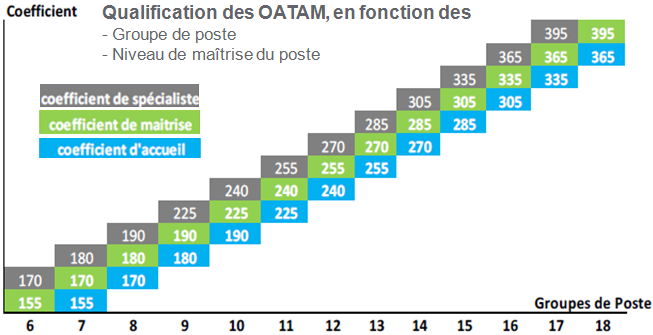 Coefficient
Qualification des OATAM, en fonction des
- Groupe de poste
- Niveau de maîtrise du poste
395 395
365 365 365
coefficient de spécialiste 335 335 335
305 305 305
coefficient de maitrise 285 285 285
coefficient d'accueil 270 270 270
255 255 255
240 240 240
225 225 225
190 190 190
180 180 180
170 170 170
155 155
Groupes de Poste
6 7 8 9 10 11 12 13 14 15 16 17 18